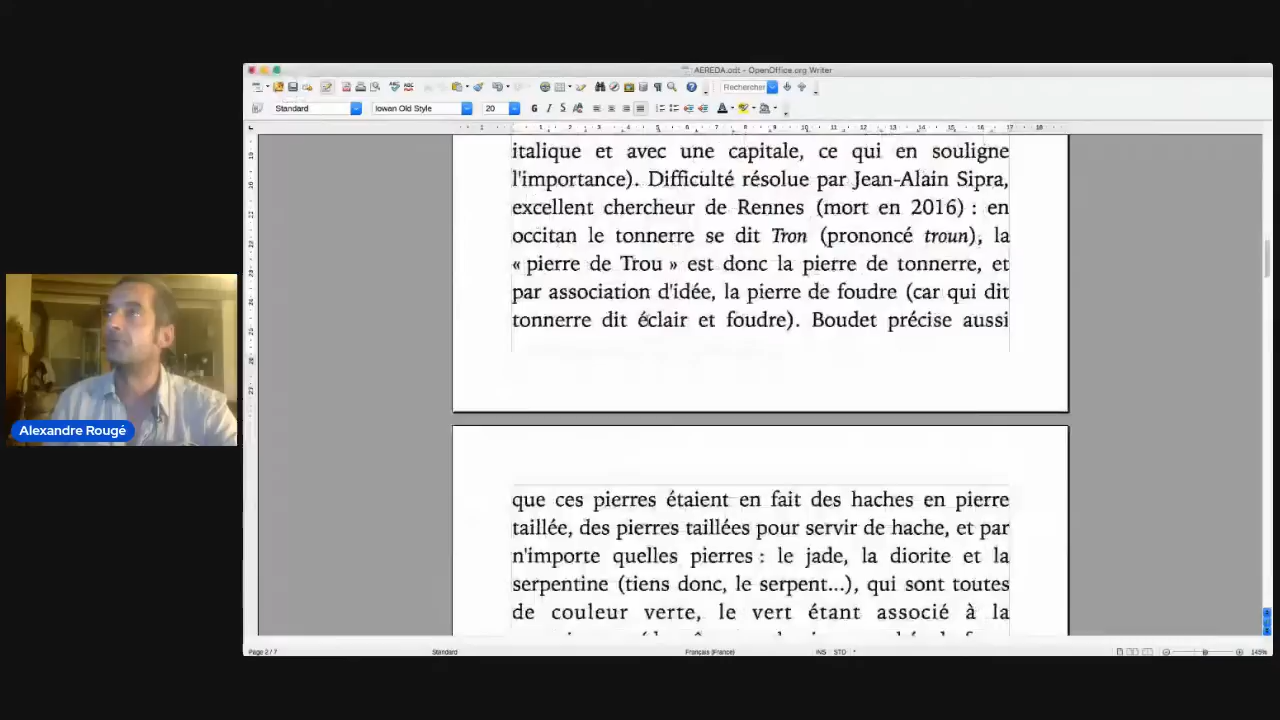 AEREDA.odt - OpenOffice.org Writer
Rechercher
Standard
Iowan Old Style
20
italique et avec une capitale, ce qui en souligne
l'importance). Difficulté résolue par Jean-Alain Sipra,
excellent chercheur de Rennes (mort en 2016) : en
occitan le tonnerre se dit Tron (prononcé troun), la
« pierre de Trou » est donc la pierre de tonnerre, et
par association d'idée, la pierre de foudre (car qui dit
tonnerre dit éclair et foudre). Boudet précise aussi
que ces pierres étaient en fait des haches en pierre
taillée, des pierres taillées pour servir de hache, et par
n'importe quelles pierres : le jade, la diorite et la
serpentine (tiens donc, le serpent...), qui sont toutes
de couleur verte, le vert étant associé à la
Alexandre Rougé
Page 2 / 7
Standard
Français (France)
INS
STD
*
145%